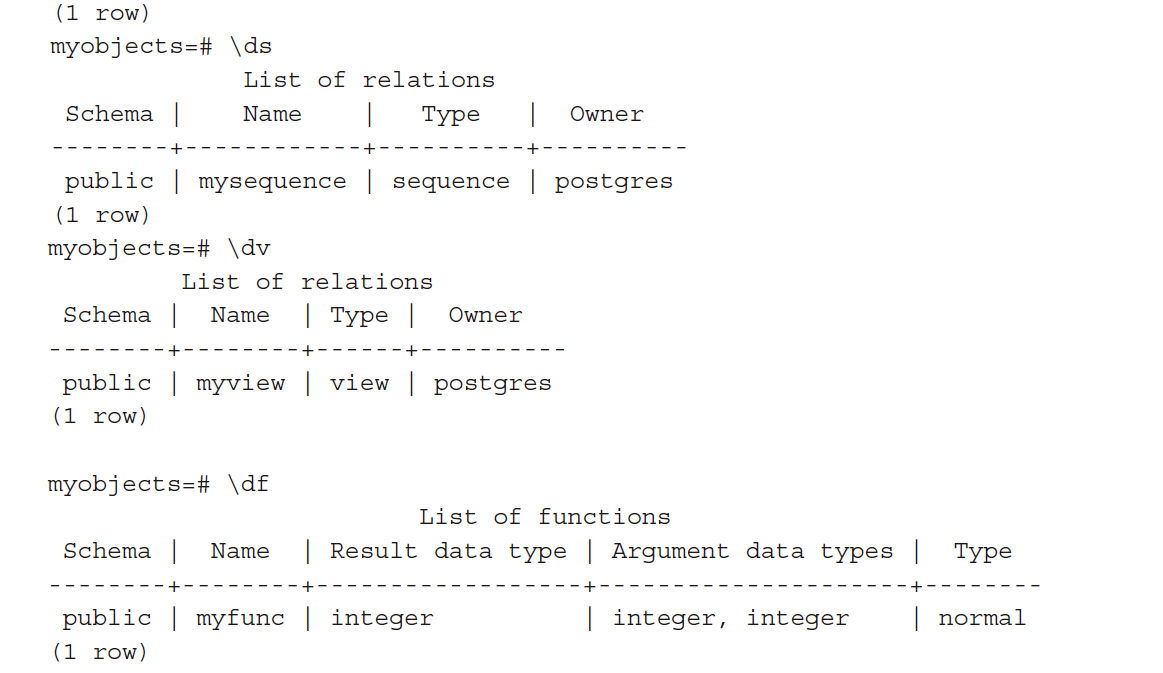 (1 row)
myobjects=# \ds
             List of relations
 Schema |    Name    |   Type   |  Owner
--------+------------+----------+----------
 public | mysequence | sequence | postgres
(1 row)
myobjects=# \dv
         List of relations
 Schema |  Name  | Type |  Owner
--------+--------+------+----------
 public | myview | view | postgres
(1 row)
myobjects=# \df
                         List of functions
 Schema |  Name  | Result data type | Argument data types |  Type
--------+--------+------------------+---------------------+--------
 public | myfunc | integer          | integer, integer    | normal
(1 row)